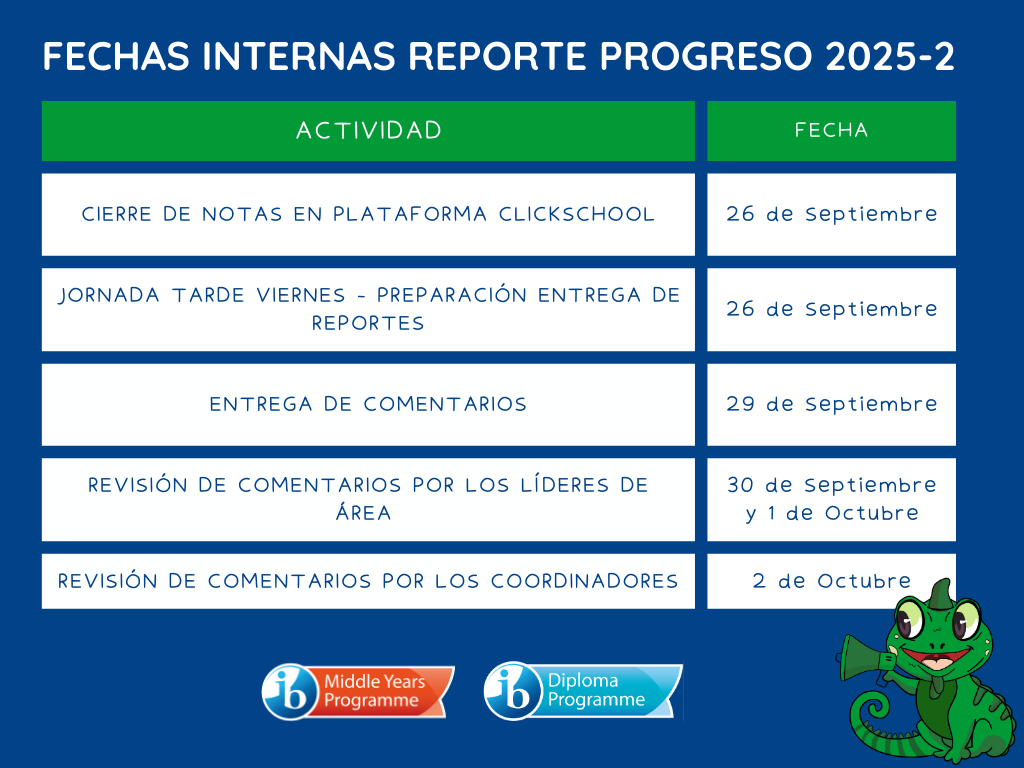 FECHAS INTERNAS REPORTE PROGRESO 2025-2
ACTIVIDAD
FECHA
CIERRE DE NOTAS EN PLATAFORMA CLICKSCHOOL
26 de Septiembre
JORNADA TARDE VIERNES - PREPARACIÓN ENTREGA DE
REPORTES
26 de Septiembre
ENTREGA DE COMENTARIOS
29 de Septiembre
REVISIÓN DE COMENTARIOS POR LOS LÍDERES DE
ÁREA
30 de Septiembre
y 1 de Octubre
REVISIÓN DE COMENTARIOS POR LOS COORDINADORES
2 de Octubre
ib
Middle Years
Programme
ib
Diploma
Programme